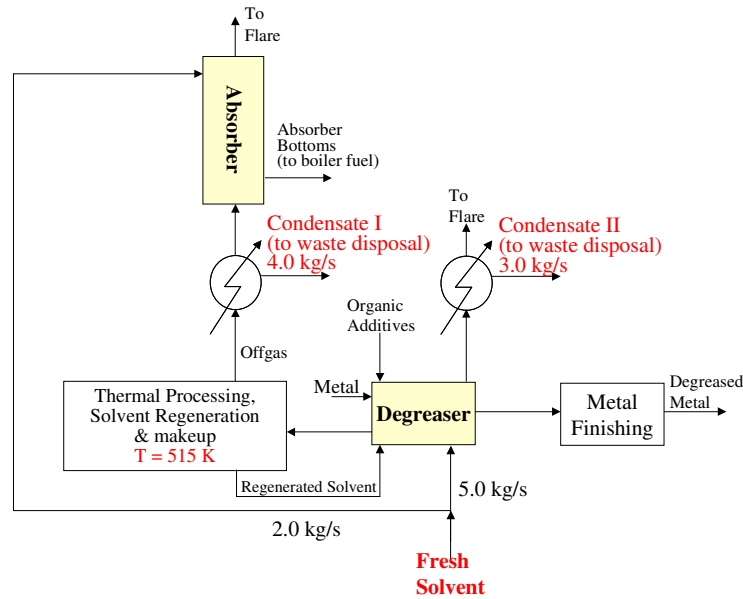 To
Flare
Absorber
Absorber
Bottoms
(to boiler fuel)
To
Flare
Condensate I
(to waste disposal)
4.0 kg/s
Condensate II
(to waste disposal)
3.0 kg/s
Organic
Additives
Offgas
Metal
Thermal Processing,
Solvent Regeneration
& makeup
T = 515 K
Degreaser
Metal
Finishing
Degreased
Metal
Regenerated Solvent
5.0 kg/s
2.0 kg/s
Fresh
Solvent